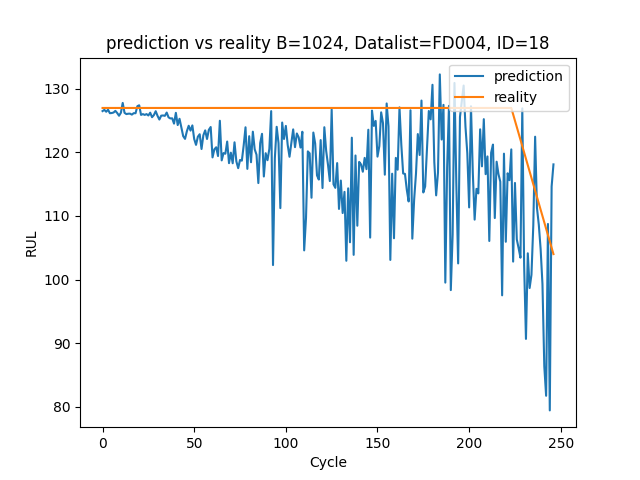 prediction vs reality B=1024, Datalist=FD004, ID=18
prediction
reality
130
120
110
100
90
80
RUL
0
50
100
150
200
250
Cycle